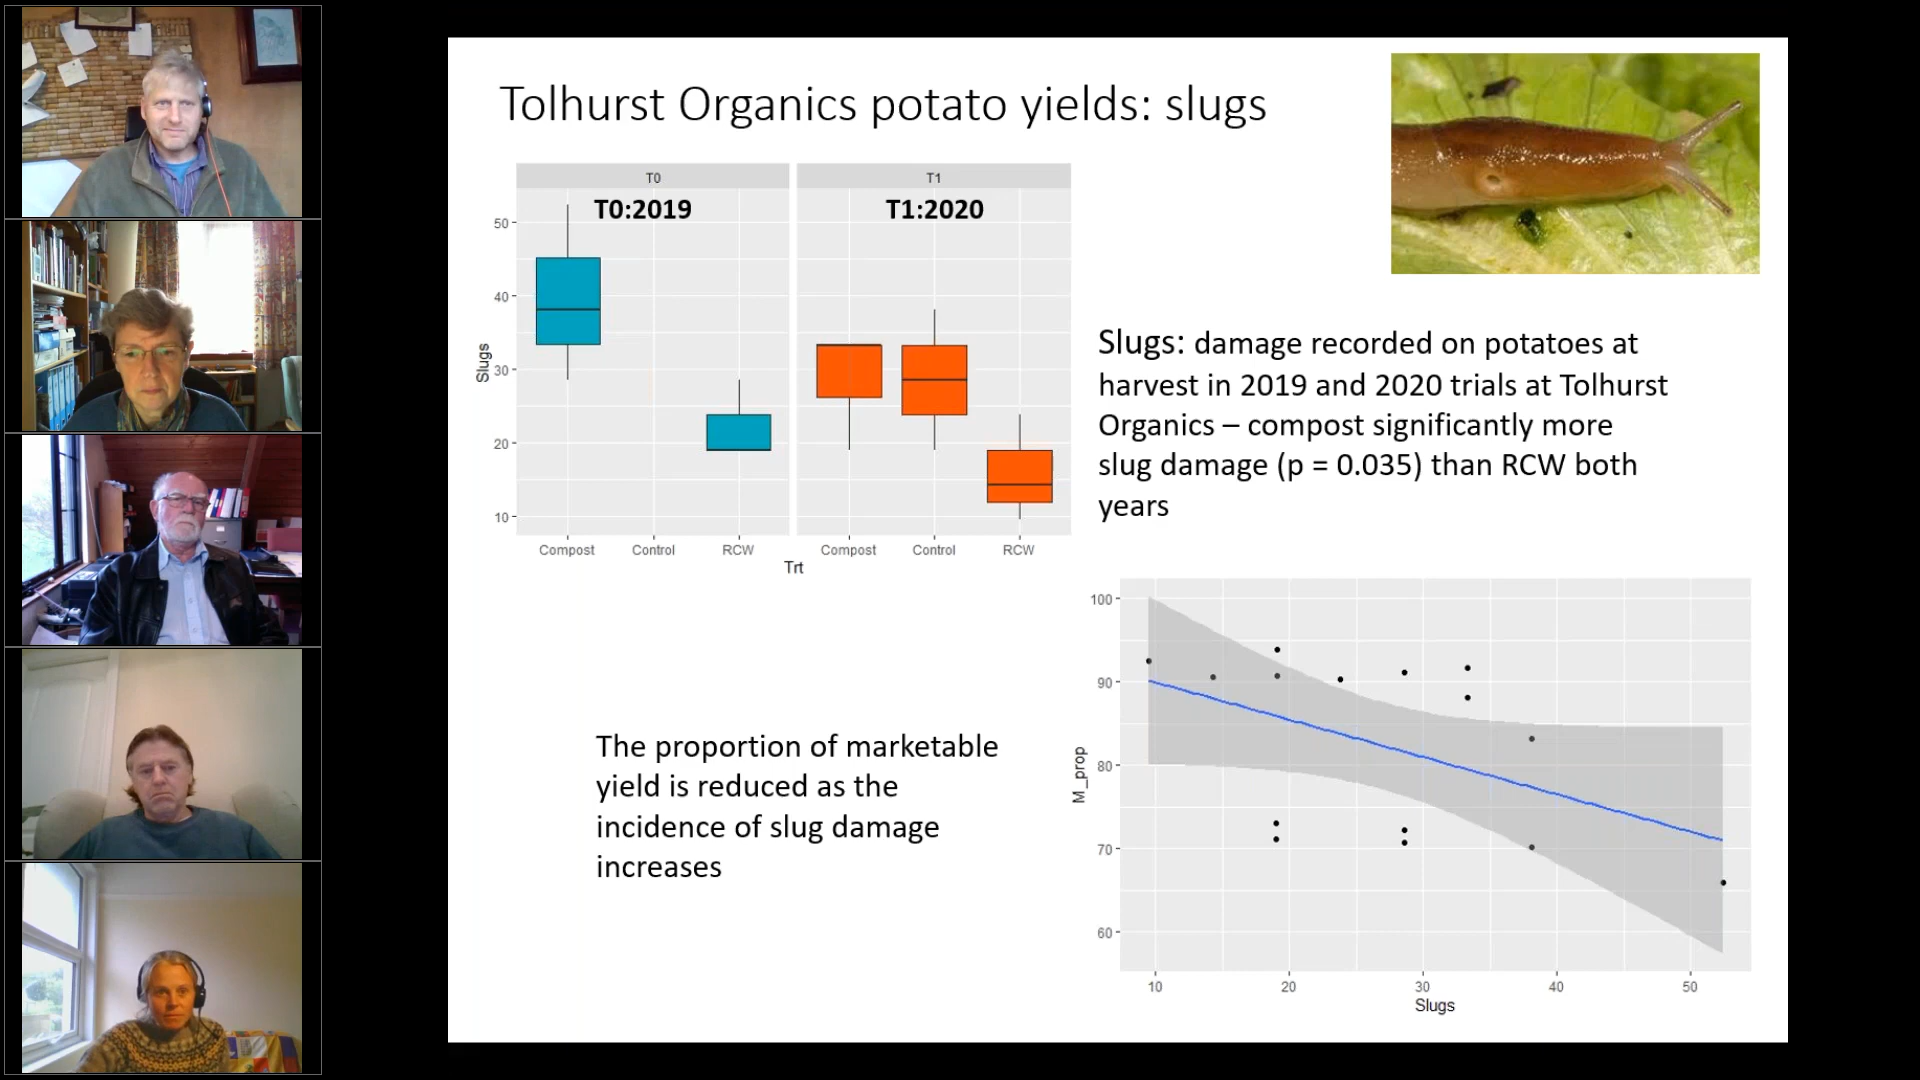 Tolhurst Organics potato yields: slugs
T0
T1
T0:2019
T1:2020
50
40
30
20
10
Slugs
Compost
Control
RCW
Compost
Control
RCW
Trt
Slugs: damage recorded on potatoes at
harvest in 2019 and 2020 trials at Tolhurst
Organics – compost significantly more
slug damage (p = 0.035) than RCW both
years
The proportion of marketable
yield is reduced as the
incidence of slug damage
increases
100
90
80
70
60
M_prop
10
20
30
40
50
Slugs